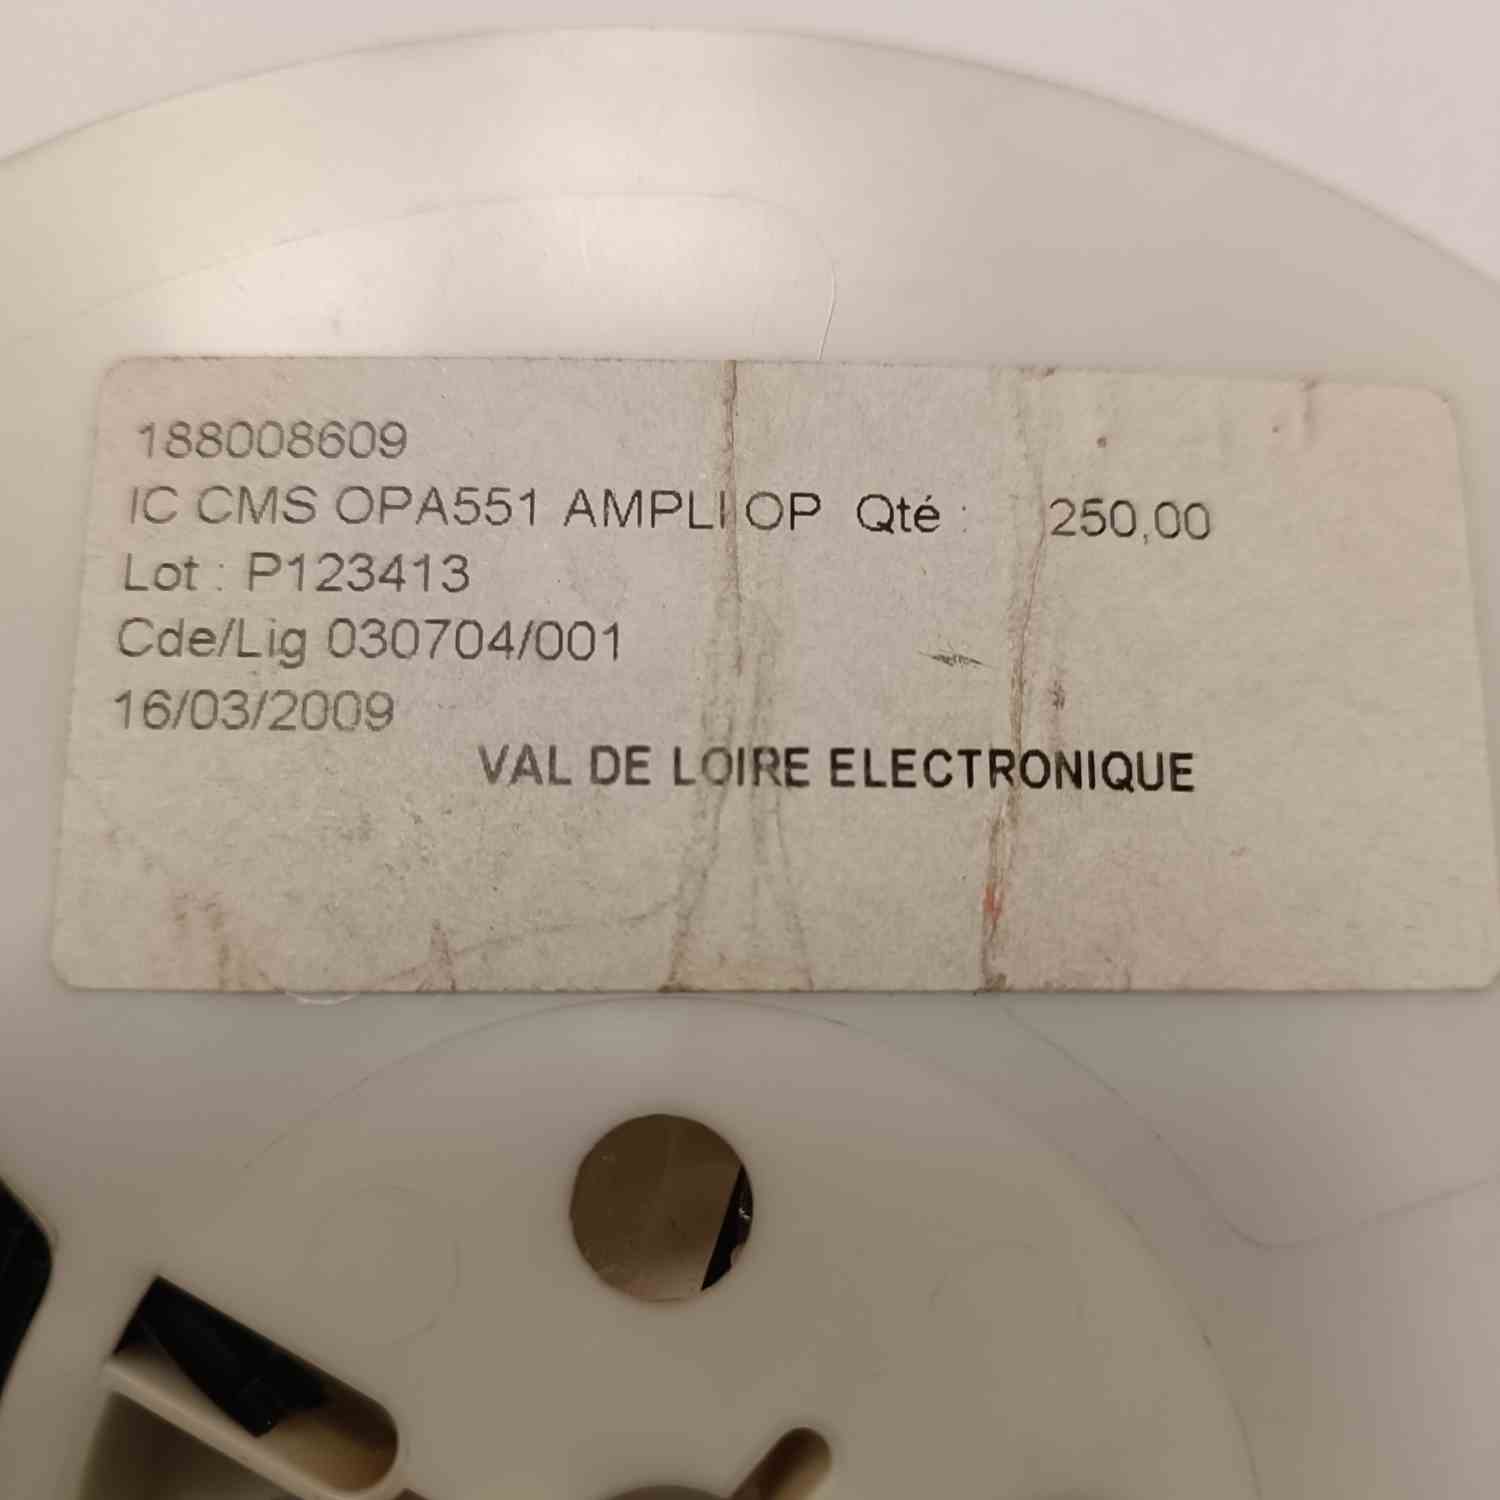 188008609
IC CMS OPA551 AMPLI OP Qté : 250,00
Lot : P123413
Cde/Lig 030704/001
16/03/2009
VAL DE LOIRE ELECTRONIQUE